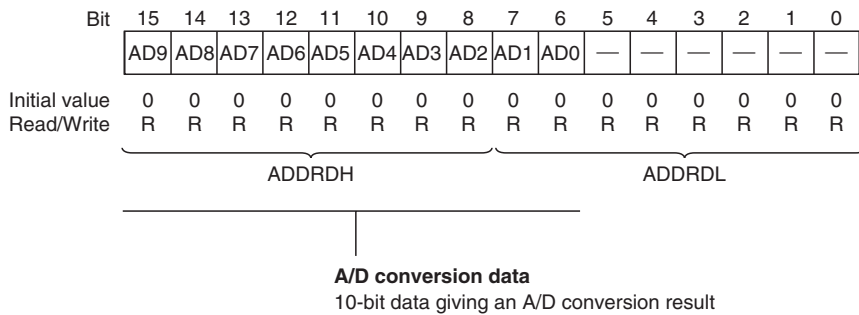 Bit 15 14 13 12 11 10 9 8 7 6 5 4 3 2 1 0
AD9 AD8 AD7 AD6 AD5 AD4 AD3 AD2 AD1 AD0 — — — — — —
Initial value 0 0 0 0 0 0 0 0 0 0 0 0 0 0 0 0
Read/Write R R R R R R R R R R R R R R R R
ADDRDH ADDRDL
A/D conversion data
10-bit data giving an A/D conversion result